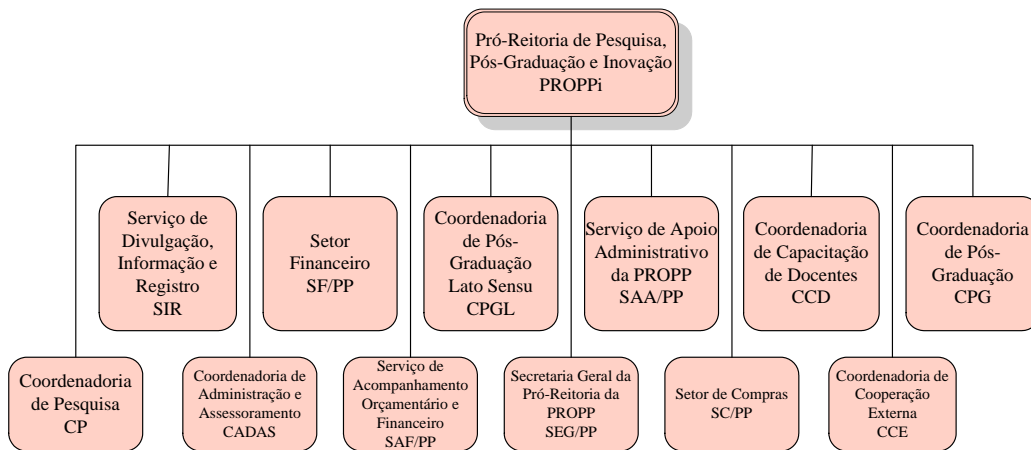 Pró-Reitoria de Pesquisa,
Pós-Graduação e Inovação
PROPPi
Serviço de
Divulgação,
Informação e
Registro
SIR
Setor
Financeiro
SF/PP
Coordenadoria
de Pós-
Graduação
Lato Sensu
CPGL
Serviço de Apoio
Administrativo
da PROPP
SAA/PP
Coordenadoria
de Capacitação
de Docentes
CCD
Coordenadoria
de Pós-
Graduação
CPG
Coordenadoria
de Pesquisa
CP
Coordenadoria de
Administração e
Assessoramento
CADAS
Serviço de
Acompanhamento
Orçamentário e
Financeiro
SAF/PP
Secretaria Geral da
Pró-Reitoria da
PROPP
SEG/PP
Setor de Compras
SC/PP
Coordenadoria de
Cooperação
Externa
CCE